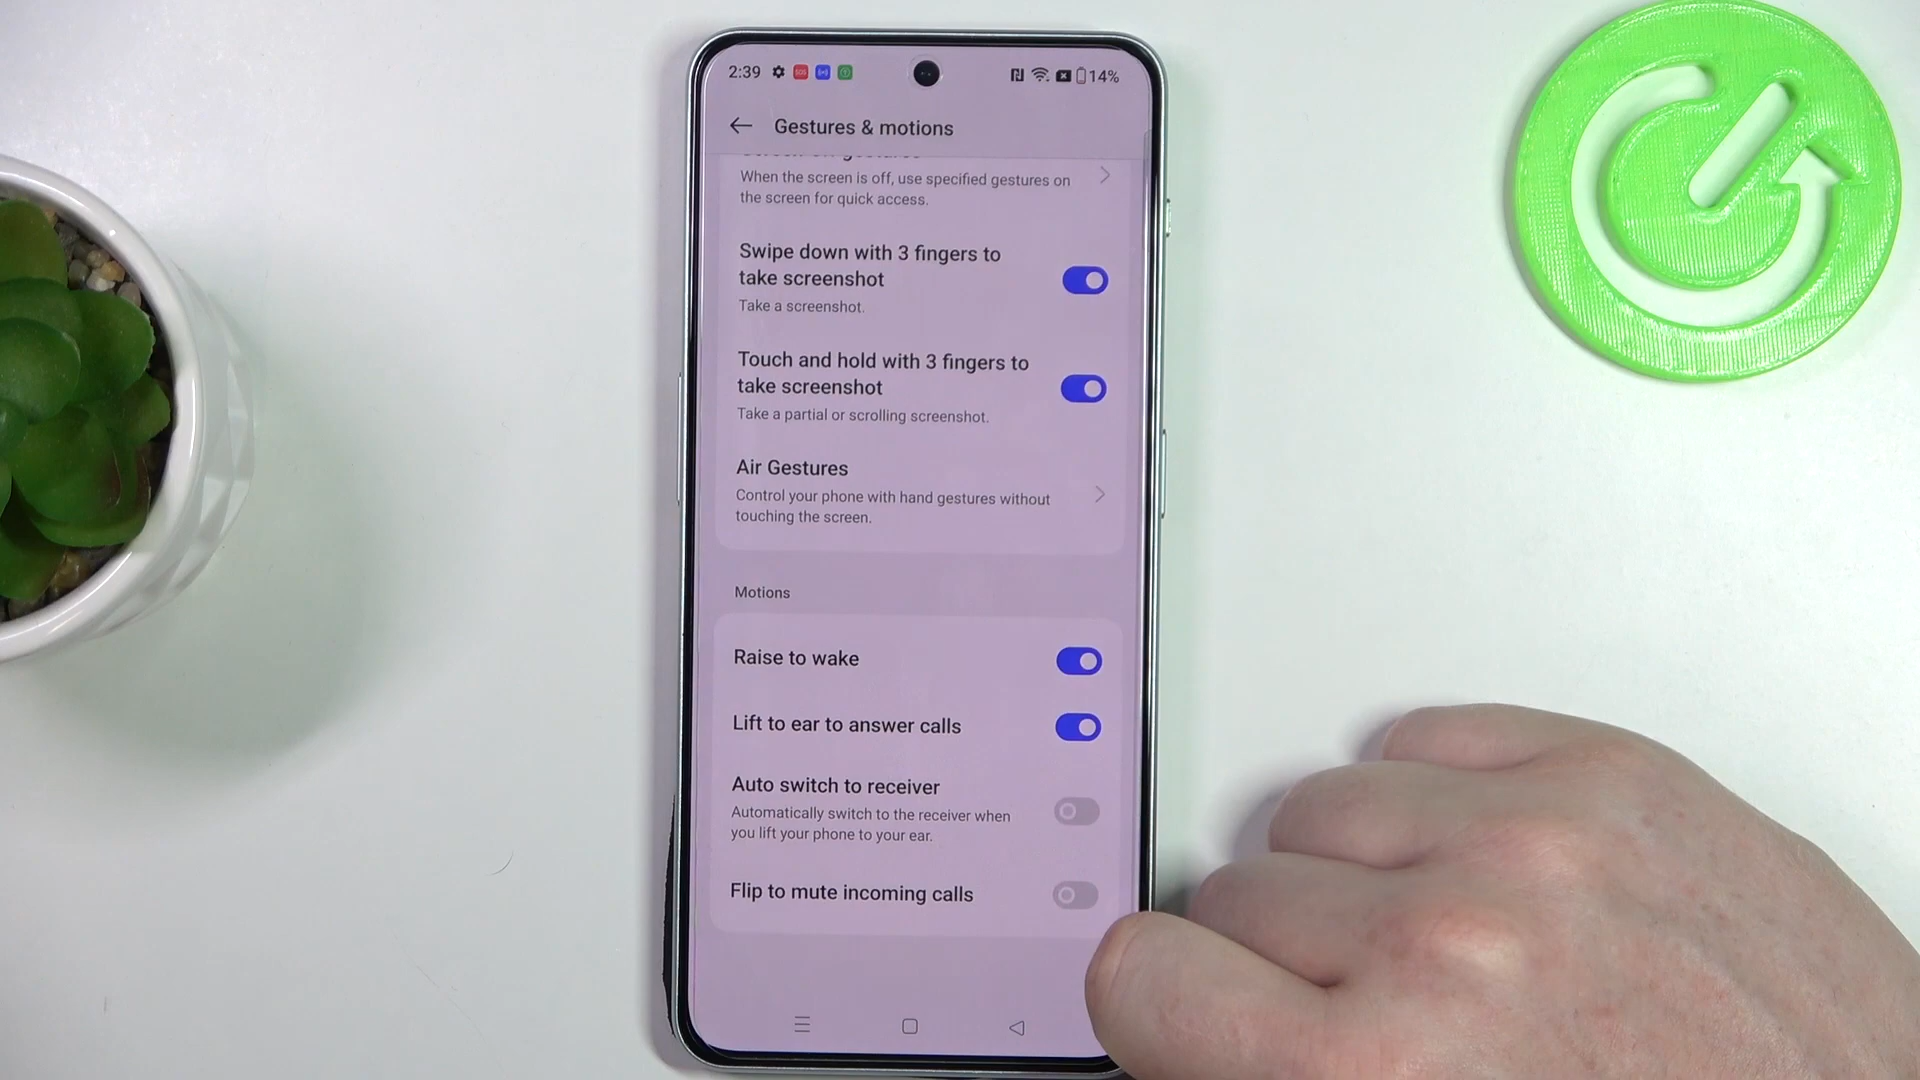 2:39
14%
Gestures & motions
When the screen is off, use specified gestures on
the screen for quick access.
Swipe down with 3 fingers to
take screenshot
Take a screenshot.
Touch and hold with 3 fingers to
take screenshot
Take a partial or scrolling screenshot.
Air Gestures
Control your phone with hand gestures without
touching the screen.
Motions
Raise to wake
Lift to ear to answer calls
Auto switch to receiver
Automatically switch to the receiver when
you lift your phone to your ear.
Flip to mute incoming calls